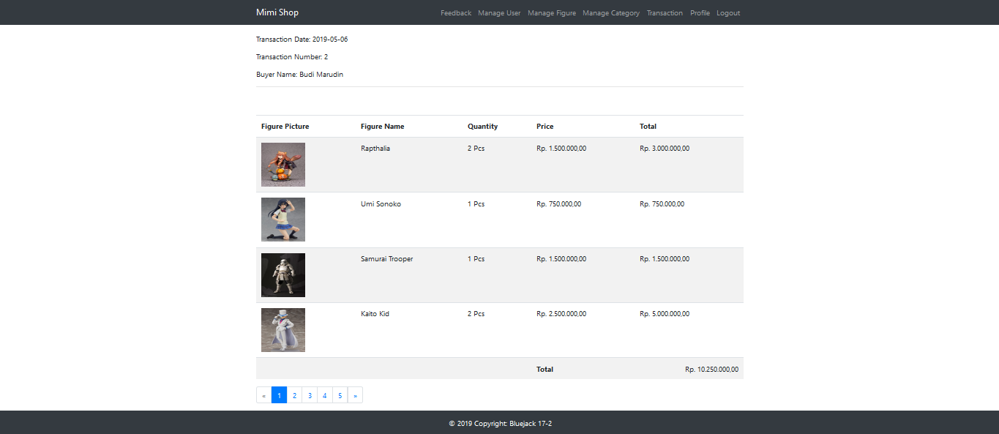 Mimi Shop Feedback Manage User Manage Figure Manage Category Transaction Profile Logout
Transaction Date: 2019-05-06
Transaction Number: 2
Buyer Name: Budi Marudin
Figure Picture Figure Name Quantity Price Total
Rapthalia 2 Pcs Rp. 1.500.000,00 Rp. 3.000.000,00
Umi Sonoko 1 Pcs Rp. 750.000,00 Rp. 750.000,00
Samurai Trooper 1 Pcs Rp. 1.500.000,00 Rp. 1.500.000,00
Kaito Kid 2 Pcs Rp. 2.500.000,00 Rp. 5.000.000,00
Total Rp. 10.250.000,00
« 1 2 3 4 5 »
© 2019 Copyright: Bluejack 17-2